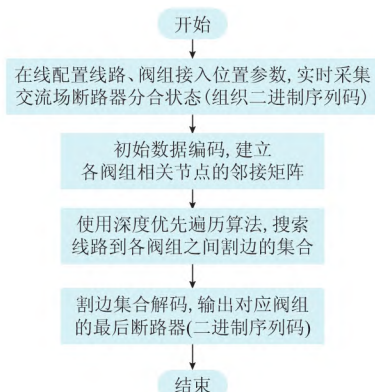 开始
在线配置线路、阀组接入位置参数,实时采集
交流场断路器分合状态(组织二进制序列码)
初始数据编码,建立
各阀组相关节点的邻接矩阵
使用深度优先遍历算法,搜索
线路到各阀组之间割边的集合
割边集合解码,输出对应阀组
的最后断路器(二进制序列码)
结束